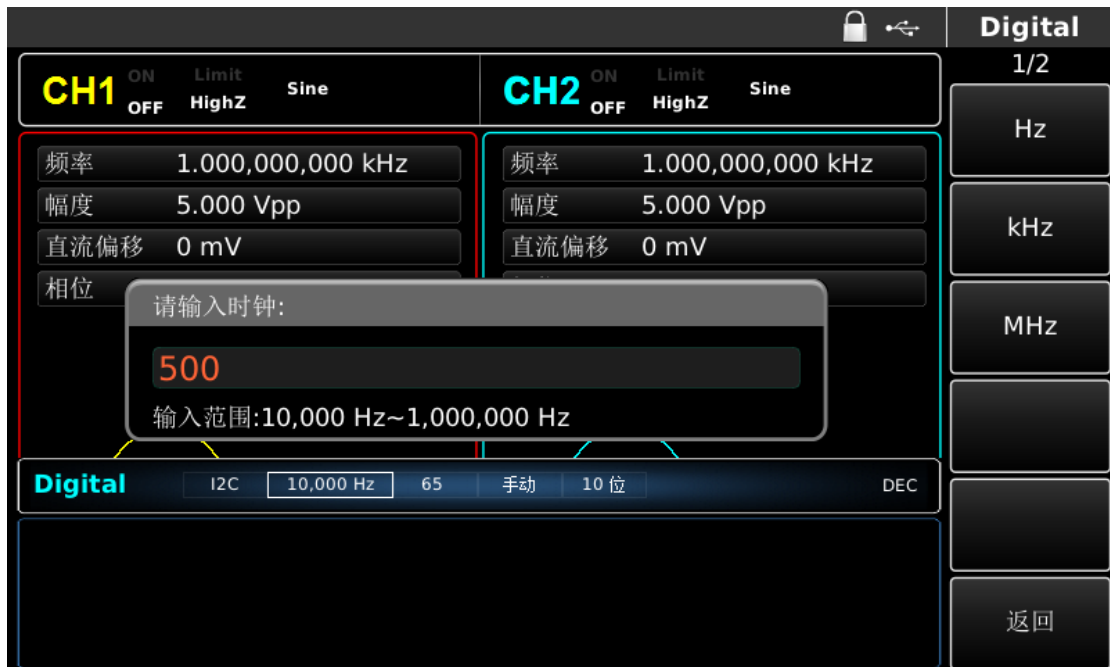 Digital
1/2
CH1 ON OFF Limit HighZ Sine
CH2 ON OFF Limit HighZ Sine
频率 1.000,000,000 kHz
幅度 5.000 Vpp
直流偏移 0 mV
相位
频率 1.000,000,000 kHz
幅度 5.000 Vpp
直流偏移 0 mV
请输入时钟:
500
输入范围:10,000 Hz~1,000,000 Hz
Digital I2C 10,000 Hz 65 手动 10 位 DEC
Hz
kHz
MHz
返回